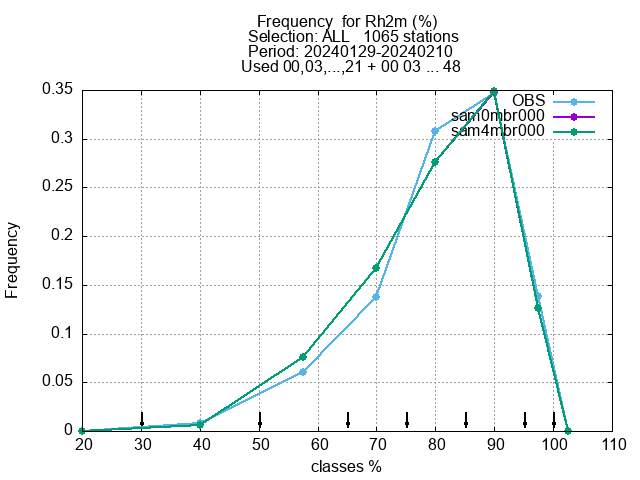 Frequency  for Rh2m (%)
Selection: ALL   1065 stations
Period: 20240129-20240210
Used 00,03,...,21 + 00 03 ... 48
OBS
sam0mbr000
sam4mbr000
Frequency
0.35
0.3
0.25
0.2
0.15
0.1
0.05
0
20 30 40 50 60 70 80 90 100 110
classes %